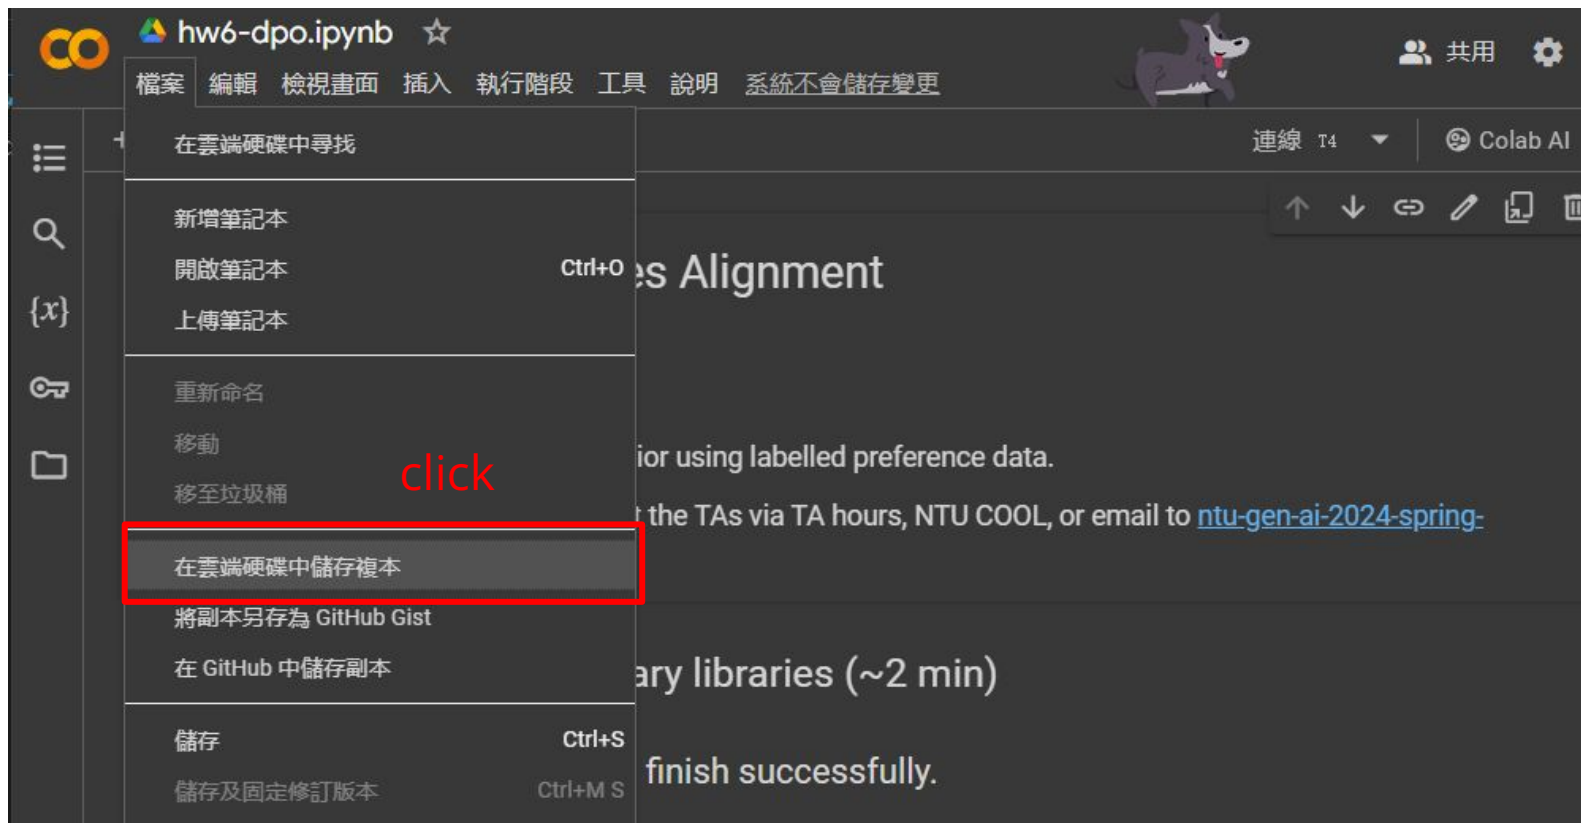 CO
hw6-dpo.ipynb
檔案 編輯 檢視畫面 插入 執行階段 工具 說明 系統不會儲存變更
共用
在雲端硬碟中尋找
連線 T4
Colab AI
新增筆記本
開啟筆記本 Ctrl+O
上傳筆記本
es Alignment
{x}
重新命名
移動
移至垃圾桶
click
ior using labelled preference data.
t the TAs via TA hours, NTU COOL, or email to ntu-gen-ai-2024-spring-
在雲端硬碟中儲存複本
將副本另存為 GitHub Gist
在 GitHub 中儲存副本
ary libraries (~2 min)
儲存 Ctrl+S
finish successfully.
儲存及固定修訂版本 Ctrl+M S